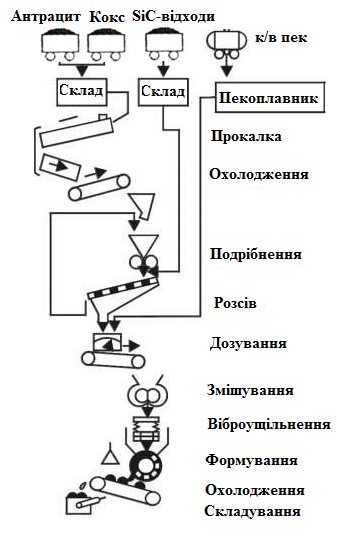 Антрацит Кокс SiC-відходи
к/в пек
Склад Склад Пекоплавник
Прокалка
Охолодження
Подрібнення
Розсів
Дозування
Змішування
Віброущільнення
Формування
Охолодження
Складування